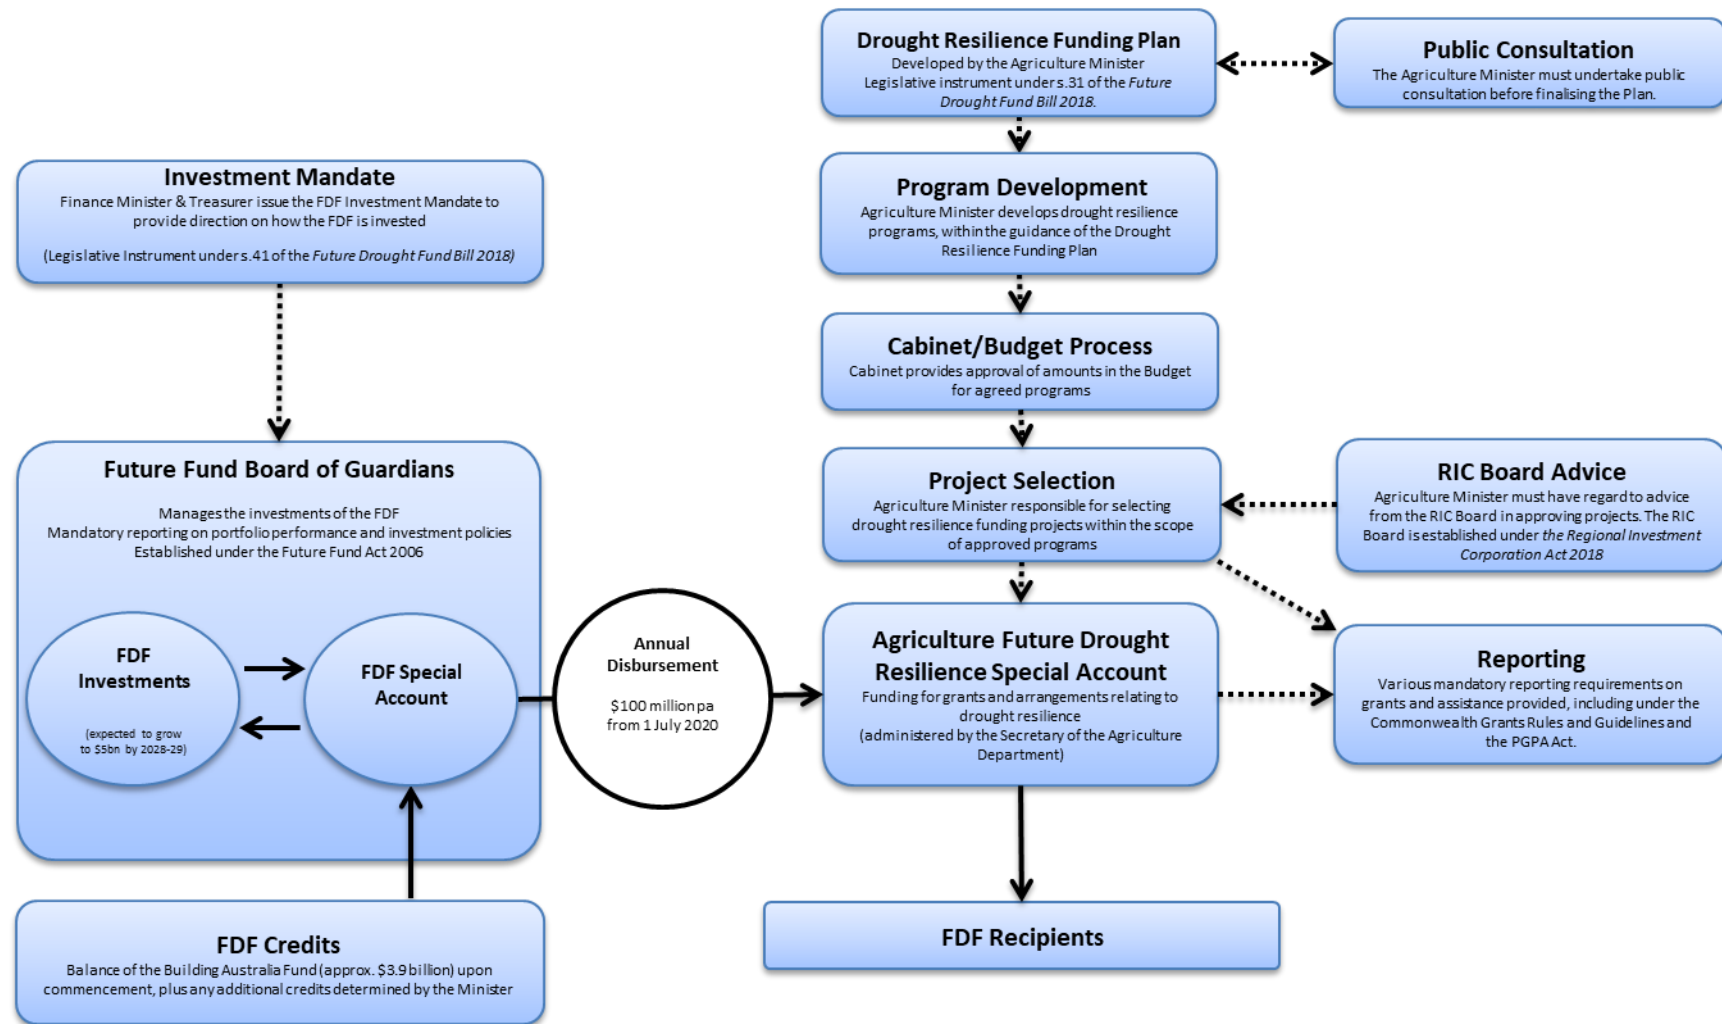 Drought Resilience Funding Plan
Developed by the Agriculture Minister
Legislative instrument under s.31 of the Future
Drought Fund Bill 2018.
Public Consultation
The Agriculture Minister must undertake public
consultation before finalising the Plan.
Investment Mandate
Finance Minister & Treasurer issue the FDF Investment Mandate to
provide direction on how the FDF is invested
(Legislative Instrument under s.41 of the Future Drought Fund Bill 2018)
Program Development
Agriculture Minister develops drought resilience
programs, within the guidance of the Drought
Resilience Funding Plan
Cabinet/Budget Process
Cabinet provides approval of amounts in the Budget
for agreed programs
Future Fund Board of Guardians
Manages the investments of the FDF
Mandatory reporting on portfolio performance and investment policies
Established under the Future Fund Act 2006
Project Selection
Agriculture Minister responsible for selecting
drought resilience funding projects within the scope
of approved programs
RIC Board Advice
Agriculture Minister must have regard to advice
from the RIC Board in approving projects. The RIC
Board is established under the Regional Investment
Corporation Act 2018
FDF
Investments
(expected to grow
to $5bn by 2028-29)
FDF Special
Account
Annual
Disbursement
$100 million pa
from 1 July 2020
Agriculture Future Drought
Resilience Special Account
Funding for grants and arrangements relating to
drought resilience
(administered by the Secretary of the Agriculture
Department)
Reporting
Various mandatory reporting requirements on
grants and assistance provided, including under the
Commonwealth Grants Rules and Guidelines and
the PGPA Act.
FDF Credits
Balance of the Building Australia Fund (approx. $3.9 billion) upon
commencement, plus any additional credits determined by the Minister
FDF Recipients